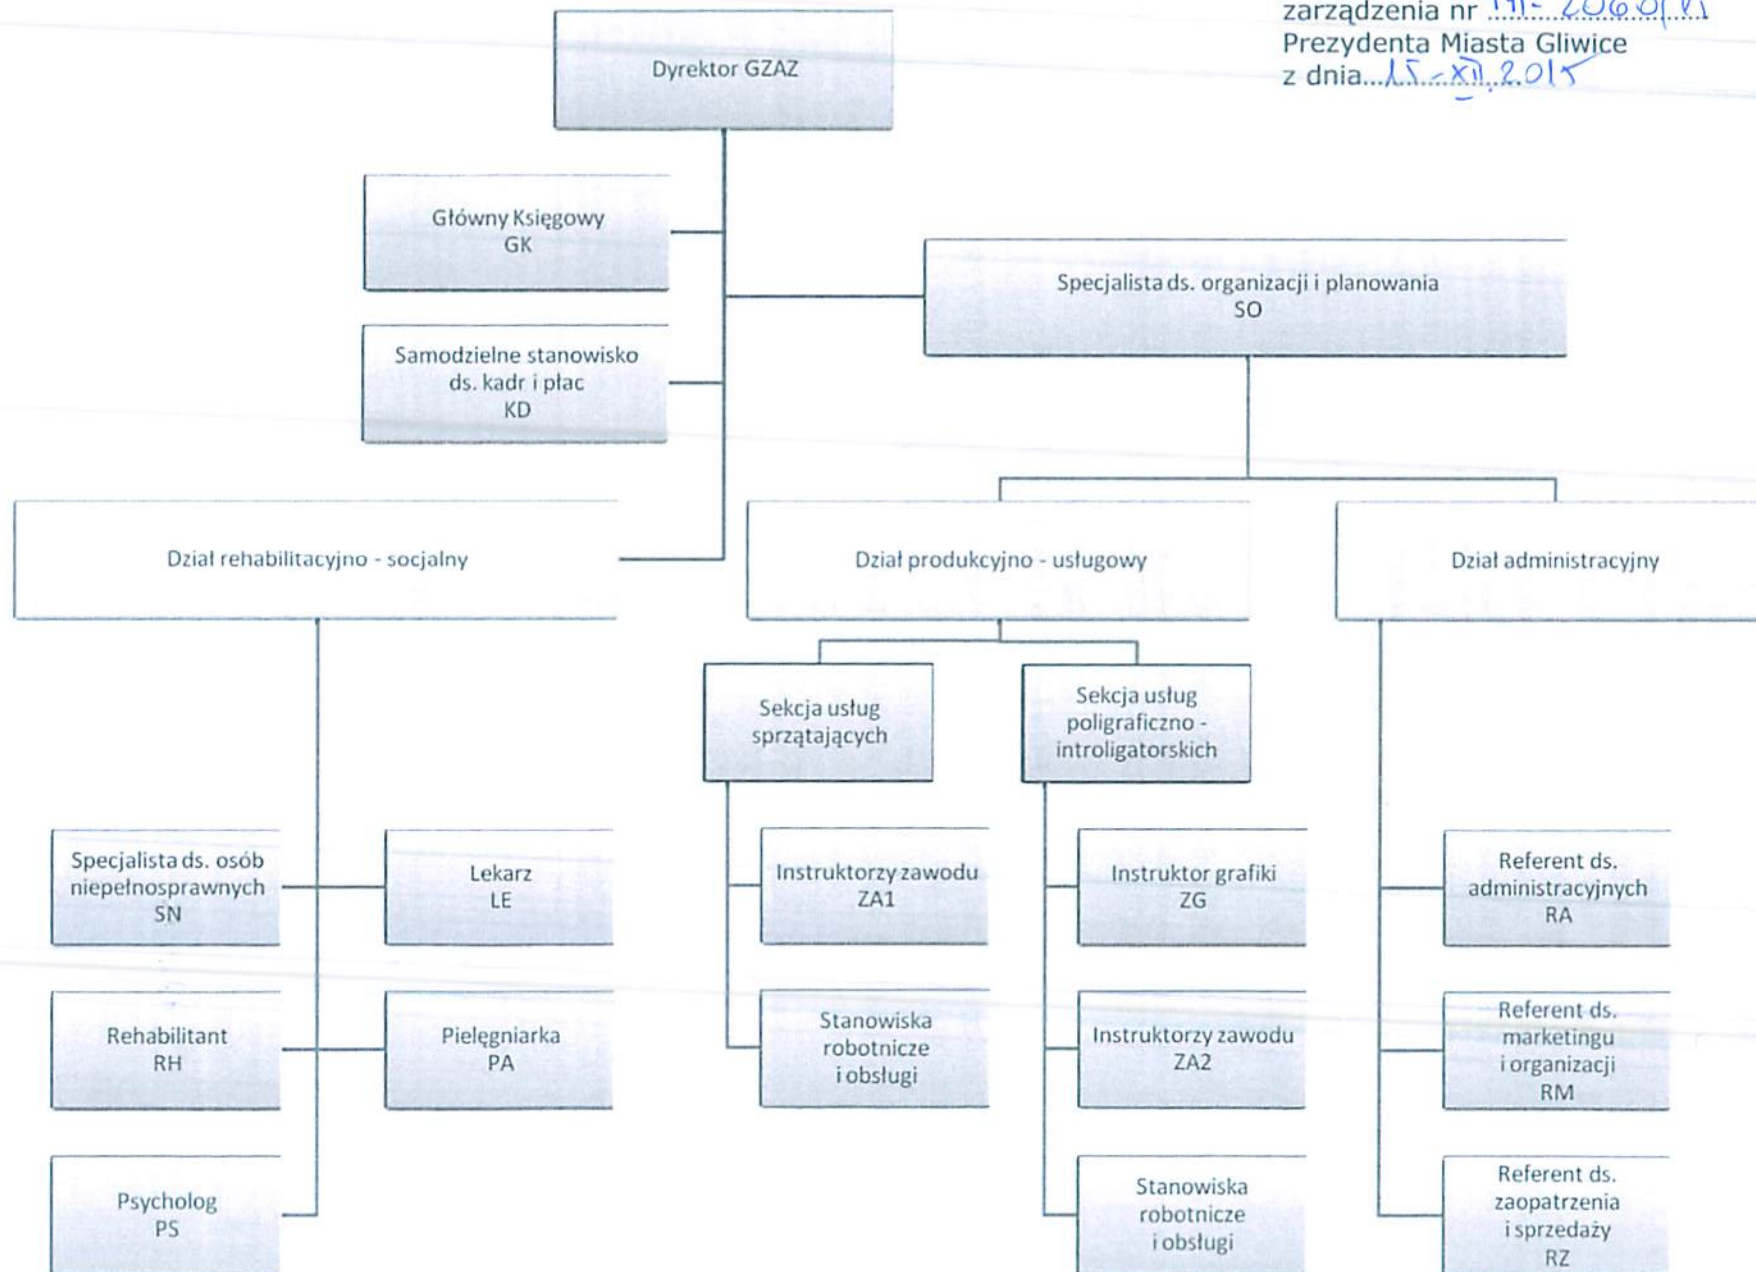 zarządzenia nr
Prezydenta Miasta Gliwice
z dnia...15-XII.2015
Dyrektor GZAZ
Główny Księgowy
GK
Specjalista ds. organizacji i planowania
SO
Samodzielne stanowisko
ds. kadr i płac
KD
Dział rehabilitacyjno - socjalny
Dział produkcyjno - usługowy
Dział administracyjny
Sekcja usług
sprzątających
Sekcja usług
poligraficzno -
introligatorskich
Specjalista ds. osób
niepełnosprawnych
SN
Lekarz
LE
Instruktorzy zawodu
ZA1
Instruktor grafiki
ZG
Referent ds.
administracyjnych
RA
Rehabilitant
RH
Pielęgniarka
PA
Stanowiska
robotnicze
i obsługi
Instruktorzy zawodu
ZA2
Referent ds.
marketingu
i organizacji
RM
Psycholog
PS
Stanowiska
robotnicze
i obsługi
Referent ds.
zaopatrzenia
i sprzedaży
RZ